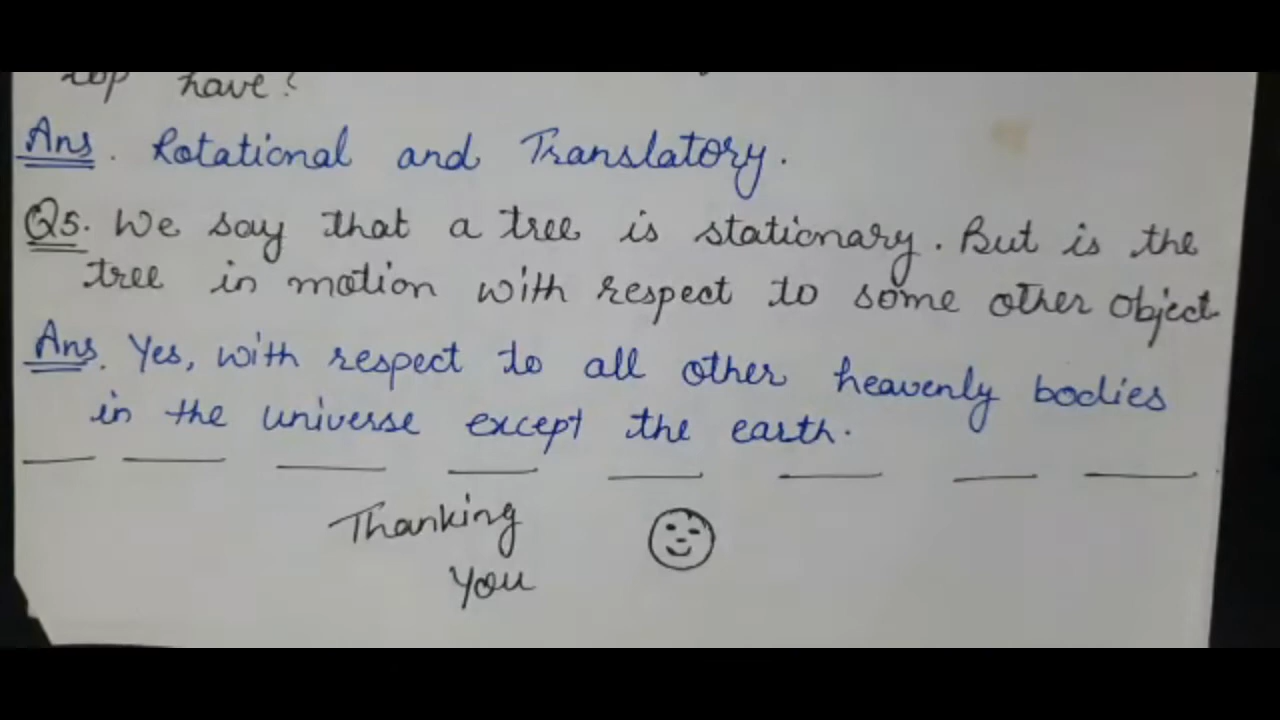 top have?
Ans. Rotational and Translatory.
Q5. We say that a tree is stationary. But is the
tree in motion with respect to some other object
Ans. Yes, with respect to all other heavenly bodies
in the universe except the earth.
Thanking
You